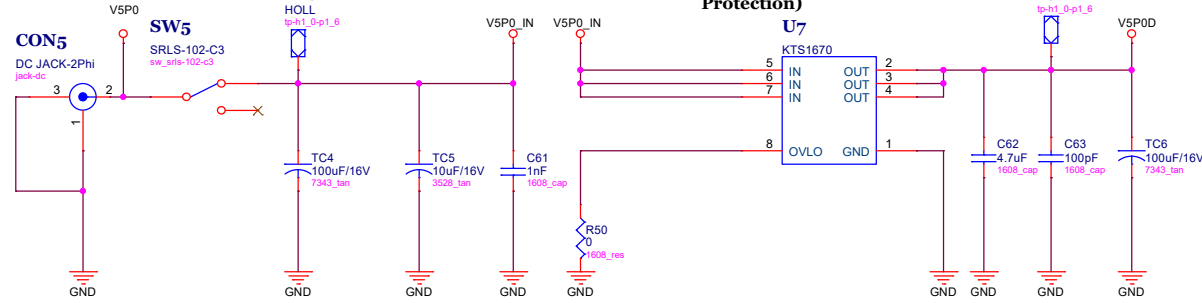 Protection)
HOLL
tp-h1_0-p1_6
V5P0
SW5
SRLS-102-C3
sw_srls-102-c3
CON5
DC JACK-2Phi
jack-dc
3
2
1
V5P0_IN
V5P0_IN
U7
KTS1670
tp-h1_0-p1_6
V5P0D
5
IN
OUT
2
6
IN
OUT
3
7
IN
OUT
4
8
OVLO
GND
1
TC4
100uF/16V
7343_tan
TC5
10uF/16V
3528_tan
C61
1nF
1608_cap
C62
4.7uF
1608_cap
C63
100pF
1608_cap
TC6
100uF/16V
7343_tan
R50
0
1608_res
GND
GND
GND
GND
GND
GND
GND
GND
GND